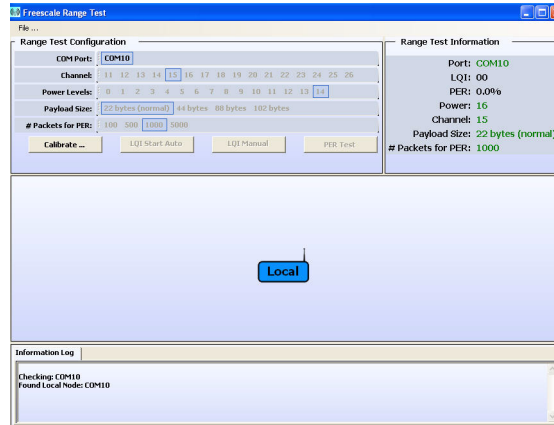 Freescale Range Test
File ...
Range Test Configuration
COM Port: COM10
Channel: 11 12 13 14 15 16 17 18 19 20 21 22 23 24 25 26
Power Levels: 0 1 2 3 4 5 6 7 8 9 10 11 12 13 14
Payload Size: 22 bytes (normal) 44 bytes 88 bytes 102 bytes
# Packets for PER: 100 500 1000 5000
Calibrate ... LQI Start Auto LQI Manual PER Test
Range Test Information
Port: COM10
LQI: 00
PER: 0.0%
Power: 16
Channel: 15
Payload Size: 22 bytes (normal)
# Packets for PER: 1000
Local
Information Log
Checking: COM10
Found Local Node: COM10